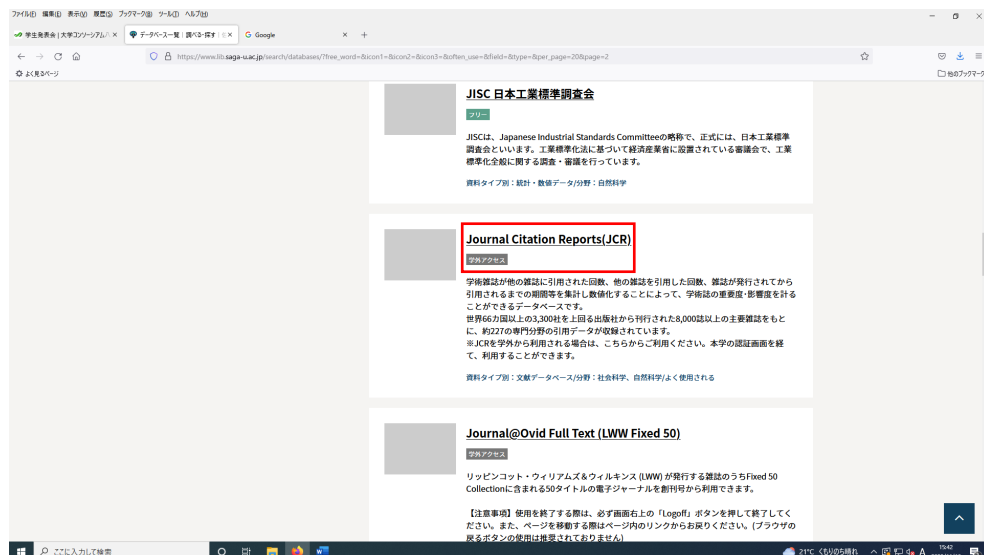 ファイル(F) 編集(E) 表示(V) 履歴(S) ブックマーク(B) ツール(T) ヘルプ(H)
学生発表会 | 大学コンソーシアム八 データベース一覧 | 調べる・探す | Google
https://www.lib.saga-u.ac.jp/search/databases/?free_word=&icon1=&icon2=&icon3=&often_use=&field=&type=&per_page=20&page=2
よく見るページ 他のブックマーク
JISC 日本工業標準調査会
フリー
JISCは、Japanese Industrial Standards Committeeの略称で、正式には、日本工業標準
調査会といいます。工業標準化法に基づいて経済産業省に設置されている審議会で、工業
標準化全般に関する調査・審議を行っています。
資料タイプ別：統計・数値データ/分野：自然科学
Journal Citation Reports(JCR)
学外アクセス
学術雑誌が他の雑誌に引用された回数、他の雑誌を引用した回数、雑誌が発行されてから
引用されるまでの期間等を集計し数値化することによって、学術誌の重要度･影響度を計る
ことができるデータベースです。
世界66カ国以上の3,300社を上回る出版社から刊行された8,000誌以上の主要雑誌をもと
に、約227の専門分野の引用データが収録されています。
※JCRを学外から利用される場合は、こちらからご利用ください。本学の認証画面を経
て、利用することができます。
資料タイプ別：文献データベース/分野：社会科学、自然科学/よく使用される
Journal@Ovid Full Text (LWW Fixed 50)
学外アクセス
リッピンコット・ウィリアムズ＆ウィルキンス (LWW) が発行する雑誌のうちFixed 50
Collectionに含まれる50タイトルの電子ジャーナルを創刊号から利用できます。
【注意事項】使用を終了する際は、必ず画面右上の「Logoff」ボタンを押して終了してく
ださい。また、ページを移動する際はページ内のリンクからお戻りください。(ブラウザの
戻るボタンの使用は推奨されておりません)
ここに入力して検索 21°C くもりのち晴れ A 15:42